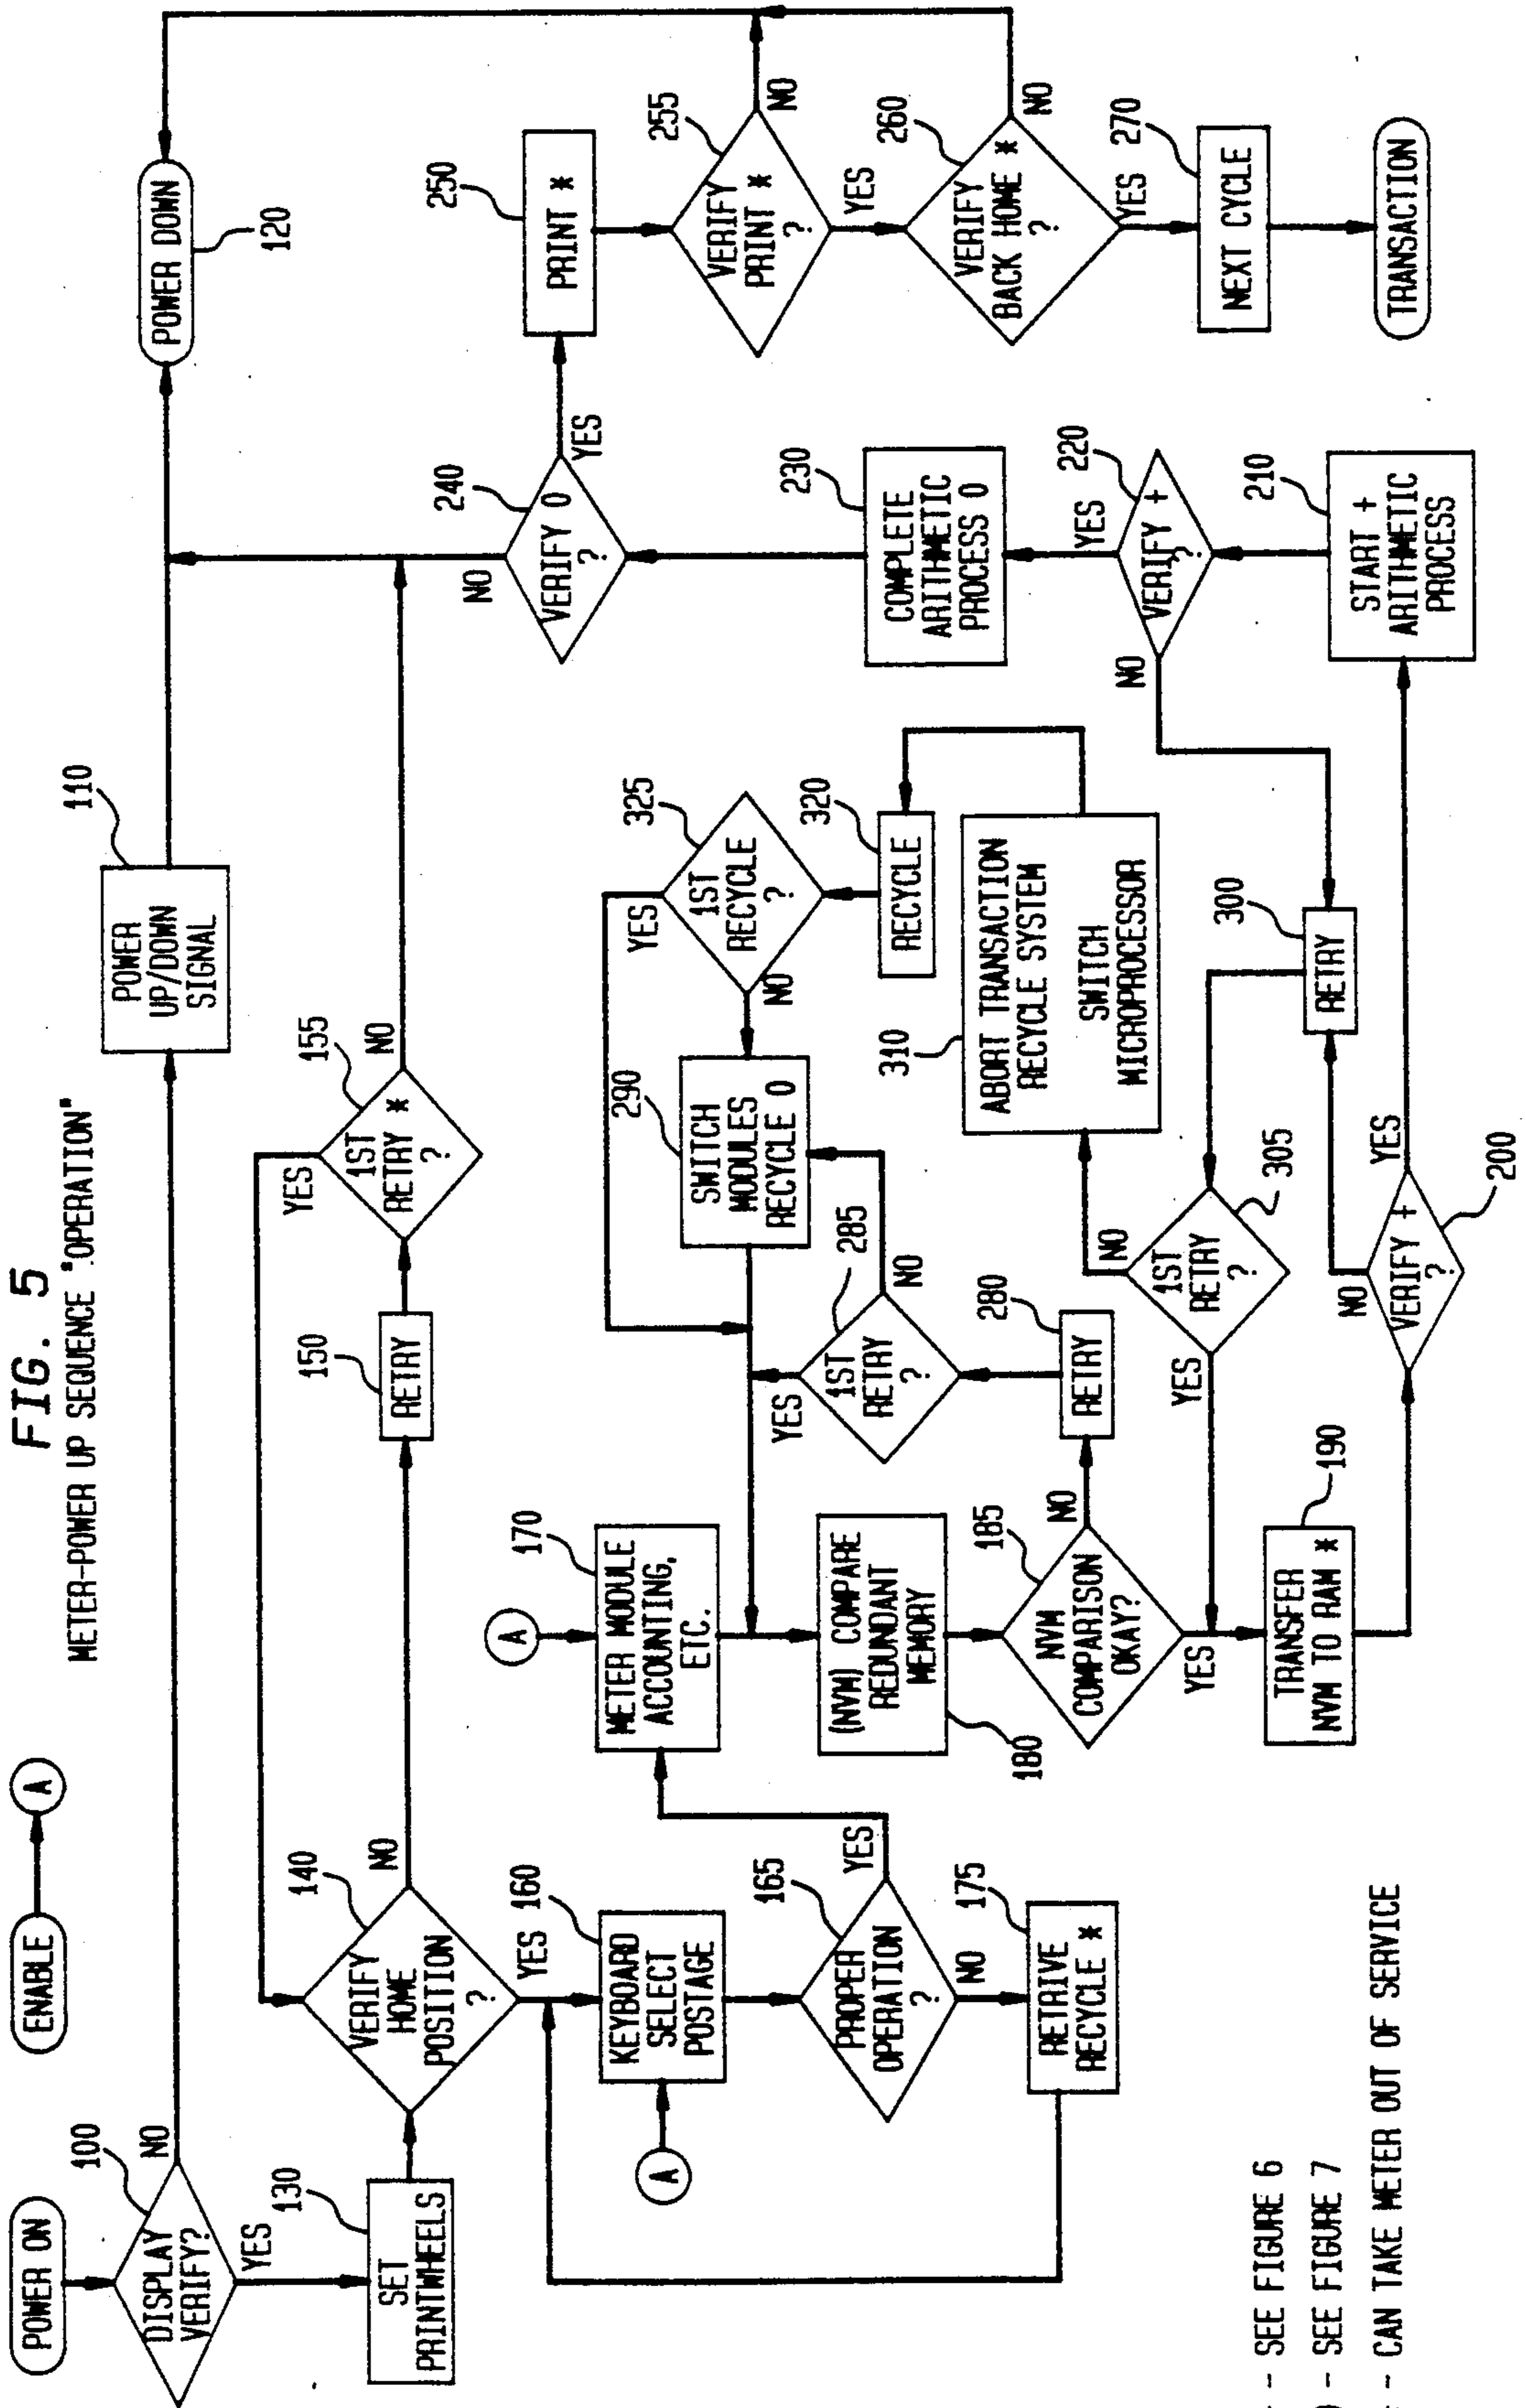 FIG. 5
METER-POWER UP SEQUENCE "OPERATION"
POWER ON
ENABLE
A
100
DISPLAY
VERIFY?
NO
YES
110
POWER
UP/DOWN
SIGNAL
POWER DOWN
120
130
SET
PRINTWHEELS
140
VERIFY
HOME
POSITION
?
NO
YES
150
RETRY
155
1ST
RETRY *
?
YES
NO
160
KEYBOARD
SELECT
POSTAGE
A
165
PROPER
OPERATION
?
YES
NO
175
RETRIVE
RECYCLE *
A
170
METER MODULE
ACCOUNTING,
ETC.
(NVM) COMPARE
REDUNDANT
MEMORY
180
185
NVM
COMPARISON
OKAY?
NO
YES
TRANSFER
NVM TO RAM *
190
280
RETRY
285
1ST
RETRY
?
YES
NO
290
SWITCH
MODULES
RECYCLE O
325
1ST
RECYCLE
?
YES
NO
320
RECYCLE
310
ABORT TRANSACTION
RECYCLE SYSTEM
SWITCH
MICROPROCESSOR
305
1ST
RETRY
?
NO
YES
300
RETRY
VERIFY +
?
200
NO
YES
210
START +
ARITHMETIC
PROCESS
220
VERIFY +
?
NO
YES
230
COMPLETE
ARITHMETIC
PROCESS O
240
VERIFY O
?
NO
YES
250
PRINT *
255
VERIFY
PRINT *
?
NO
YES
260
VERIFY
BACK HOME *
?
NO
YES
270
NEXT CYCLE
TRANSACTION
- SEE FIGURE 6
- SEE FIGURE 7
- CAN TAKE METER OUT OF SERVICE